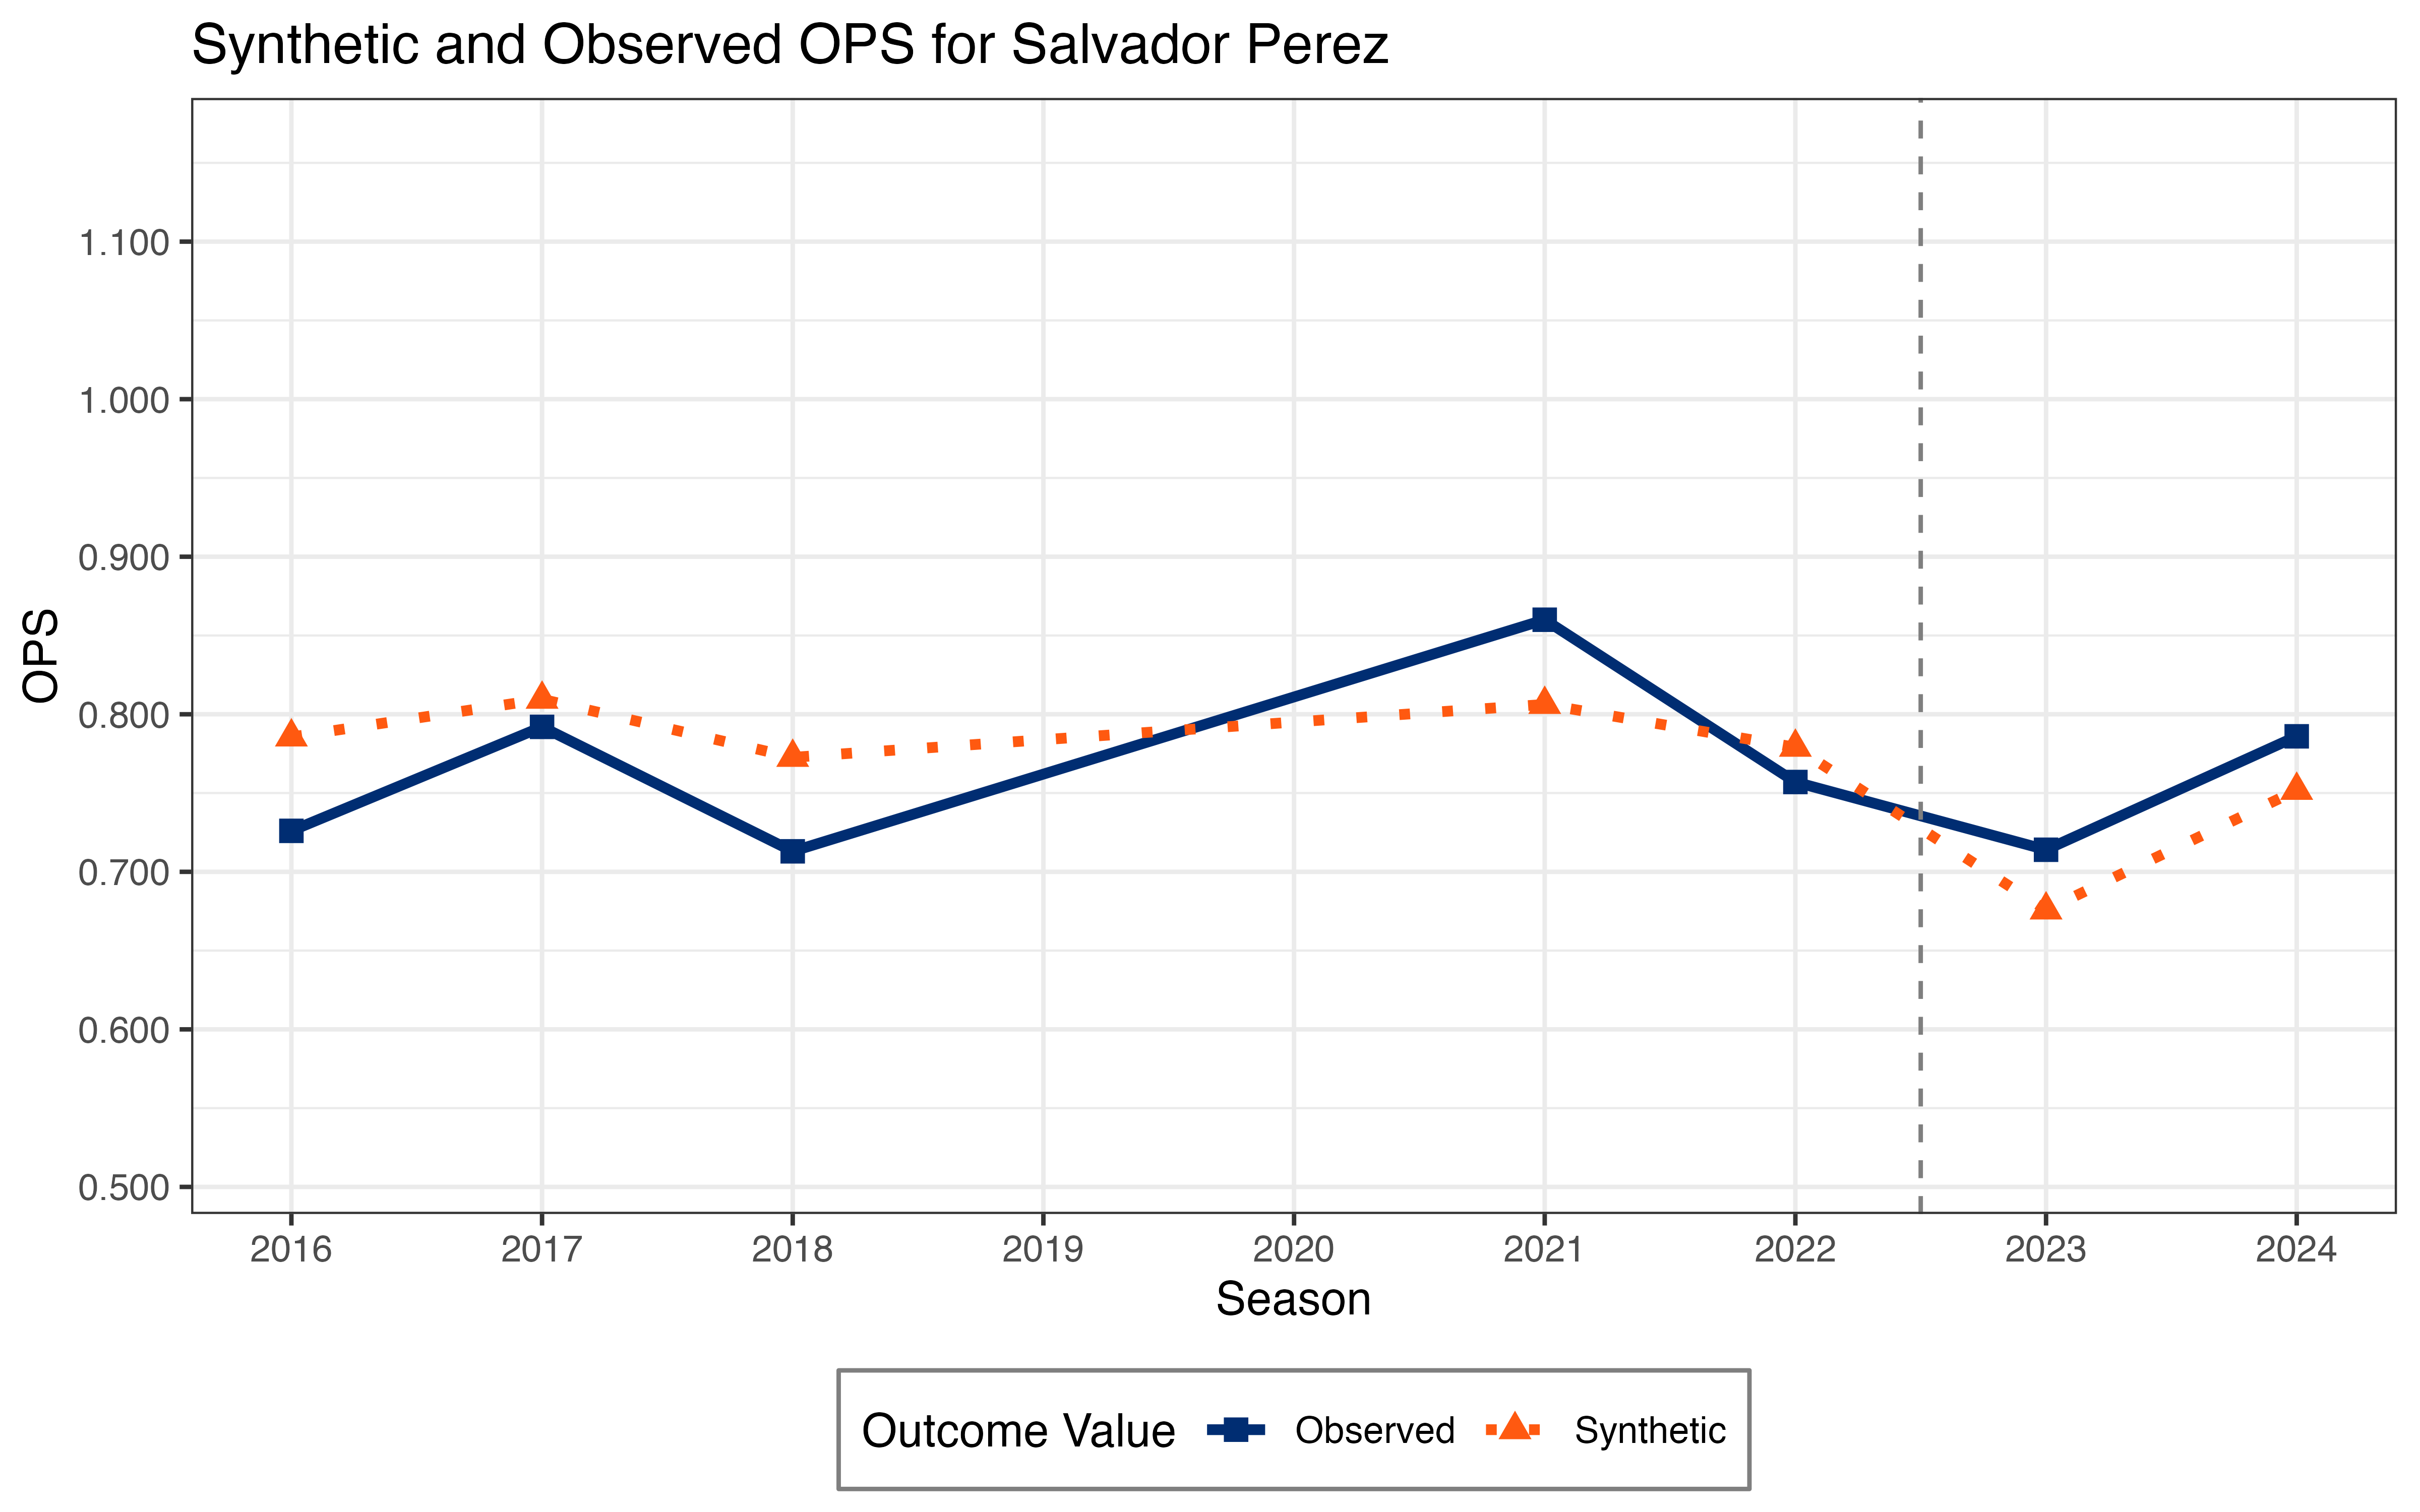 Synthetic and Observed OPS for Salvador Perez
1.100
1.000
0.900
0.800
0.700
0.600
0.500
OPS
2016 2017 2018 2019 2020 2021 2022 2023 2024
Season
Outcome Value Observed Synthetic